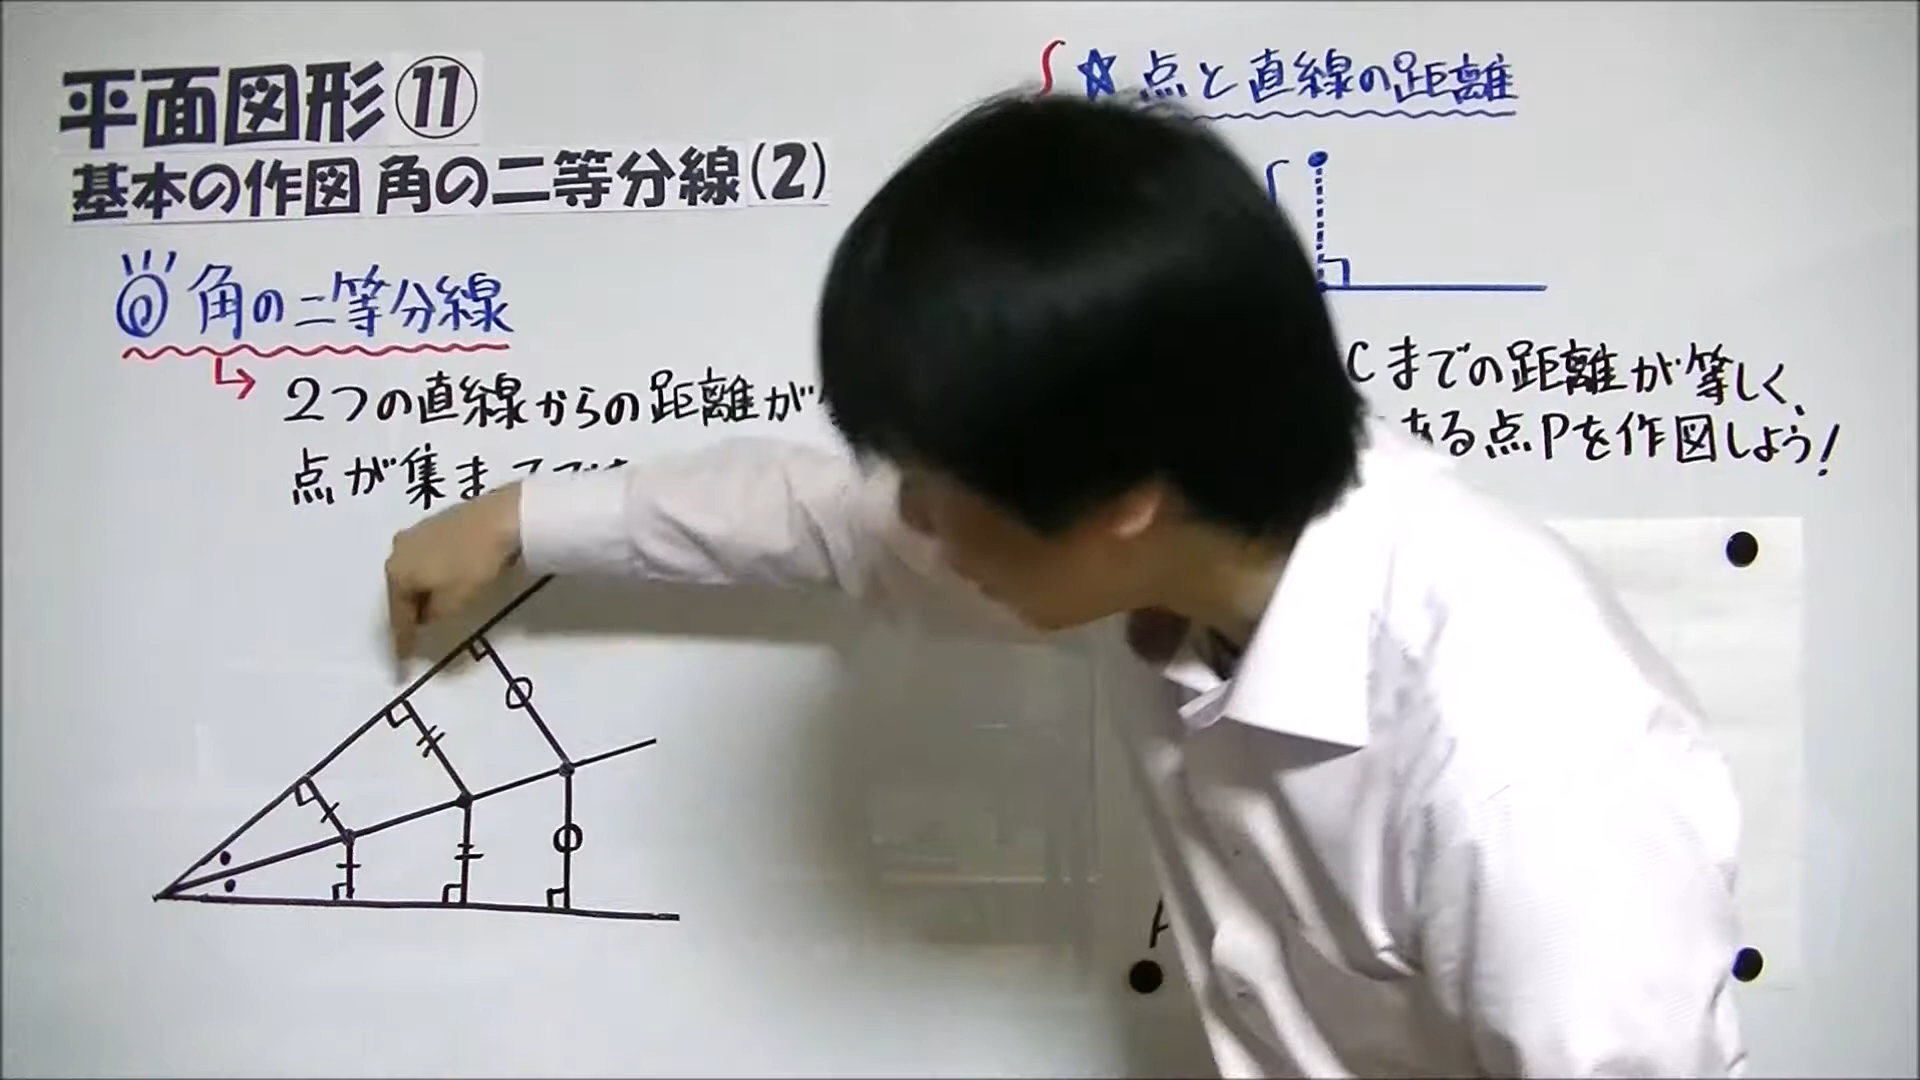 平面図形⑪
基本の作図 角の二等分線(2)
角の二等分線
2つの直線からの距離が
点が集ま
☆点と直線の距離
Cまでの距離が等しく、
ある点Pを作図しよう!